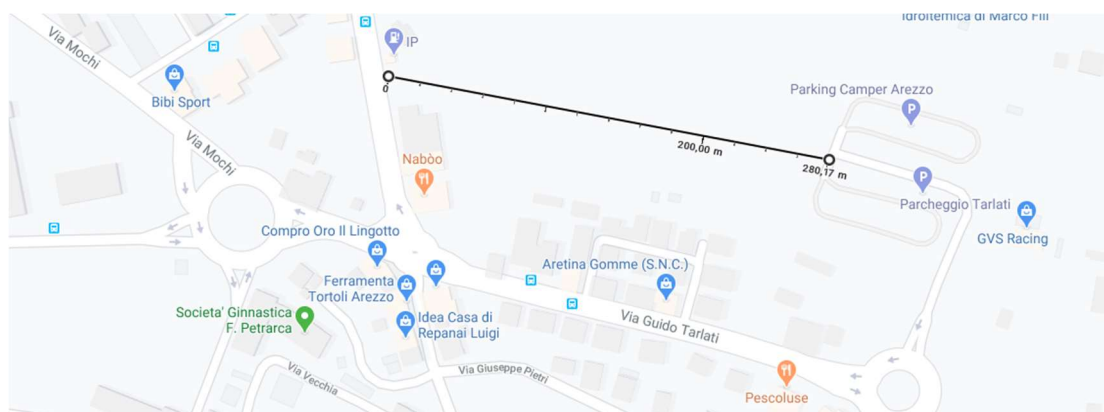 Idroitemica di Marco Fili
Via Mochi
IP
Bibi Sport
0
Parking Camper Arezzo
P
200,00 m
280,17 m
Via Mochi
Nabòo
P
Parcheggio Tarlati
Compro Oro Il Lingotto
GVS Racing
Aretina Gomme (S.N.C.)
Ferramenta
Tortoli Arezzo
Societa' Ginnastica
F. Petrarca
Idea Casa di
Repanai Luigi
Via Guido Tarlati
Via Vecchia
Via Giuseppe Pietri
Pescoluse